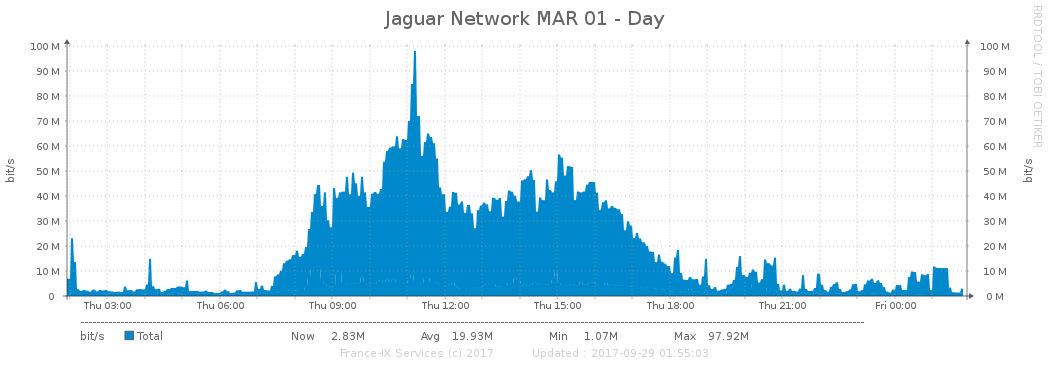 Jaguar Network MAR 01 - Day
RRDTOOL / TOBI OETIKER
100 M 100 M
90 M 90 M
80 M 80 M
70 M 70 M
60 M 60 M
50 M 50 M
40 M 40 M
30 M 30 M
20 M 20 M
10 M 10 M
0 0 M
bit/s bit/s
Thu 03:00 Thu 06:00 Thu 09:00 Thu 12:00 Thu 15:00 Thu 18:00 Thu 21:00 Fri 00:00
bit/s Total Now 2.83M Avg 19.93M Min 1.07M Max 97.92M
France-IX Services (c) 2017 Updated : 2017-09-29 01:55:03